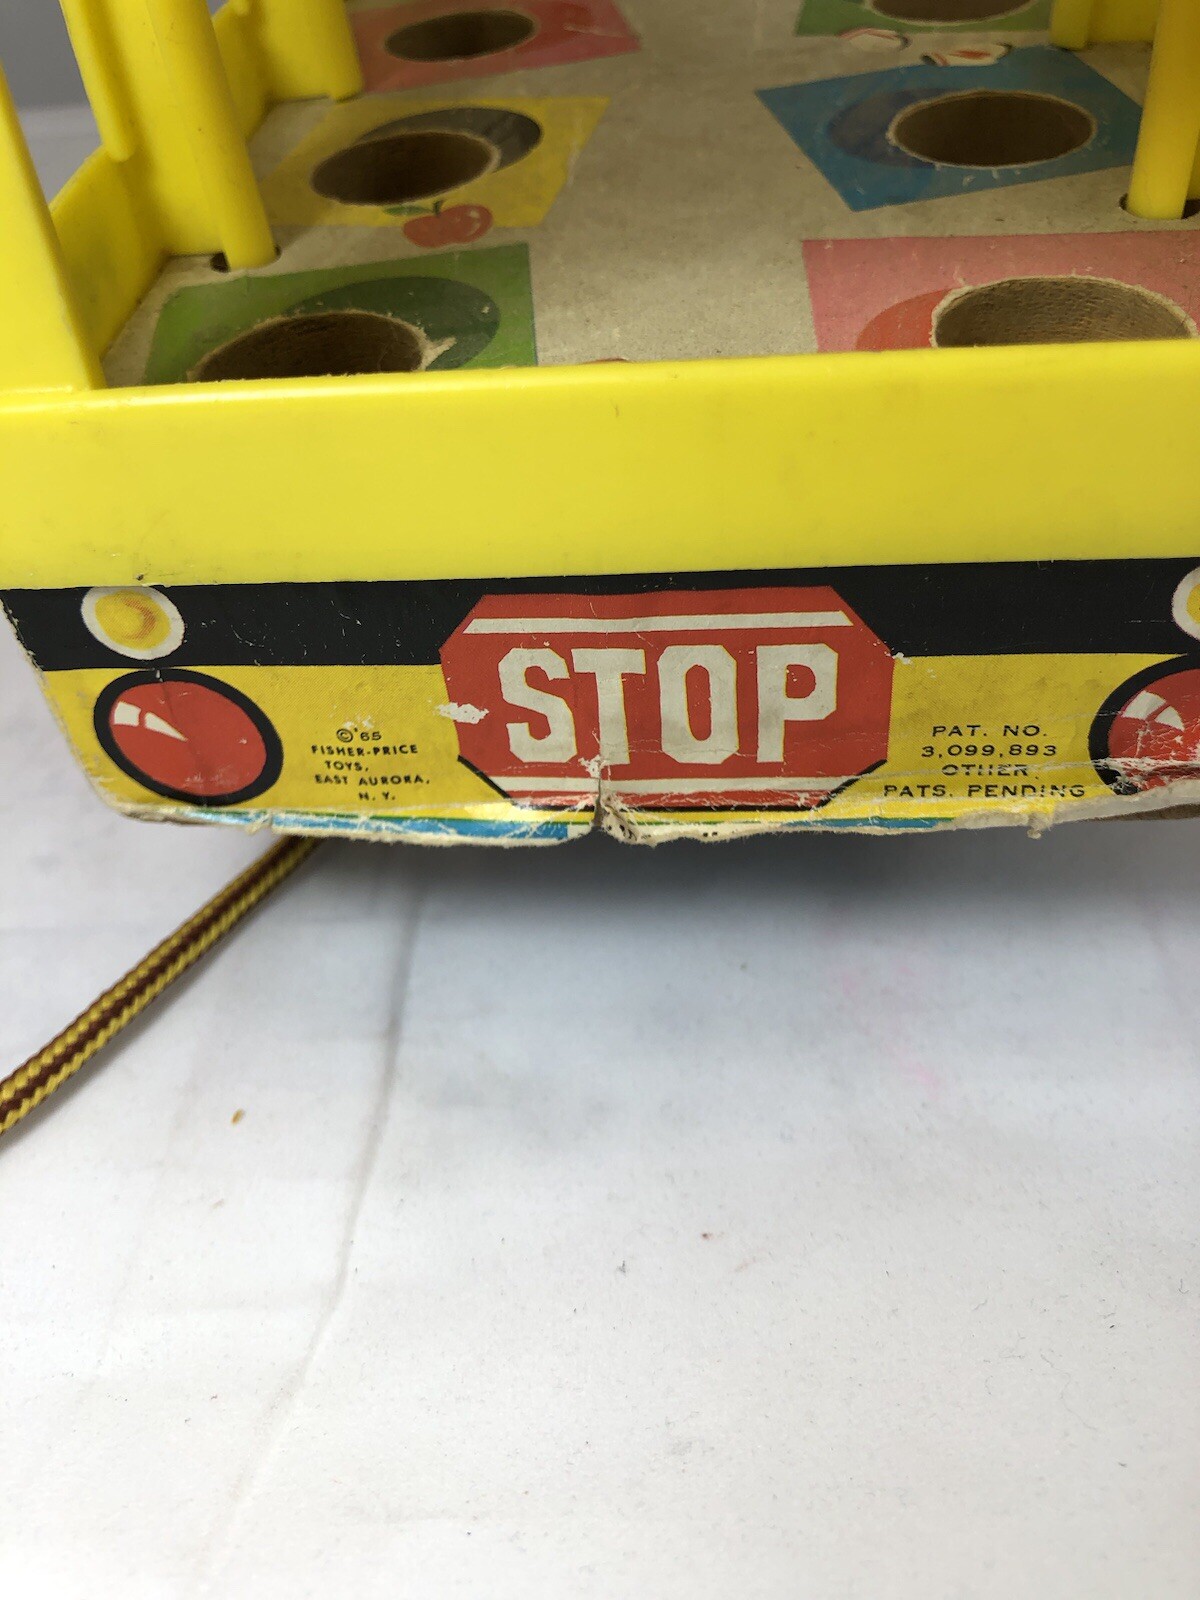 STOP
©'65
FISHER-PRICE
TOYS,
EAST AURORA,
N. Y.
PAT. NO.
3,099,893
OTHER
PATS. PENDING